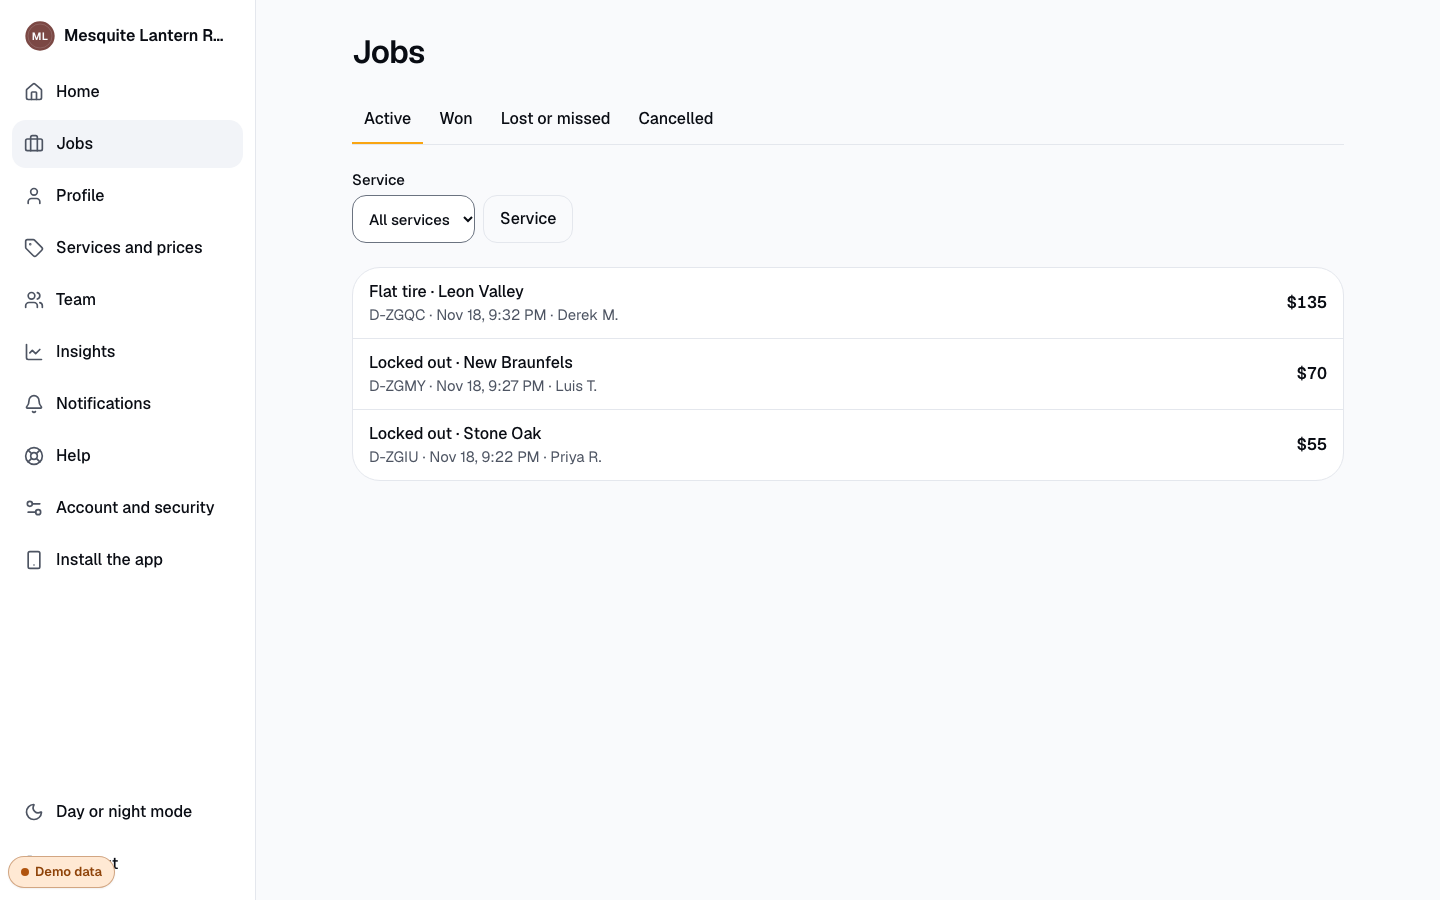 ML Mesquite Lantern R...
Home
Jobs
Profile
Services and prices
Team
Insights
Notifications
Help
Account and security
Install the app
Day or night mode
Demo data
Jobs
Active Won Lost or missed Cancelled
Service
All services Service
Flat tire · Leon Valley
D-ZGQC · Nov 18, 9:32 PM · Derek M.
$135
Locked out · New Braunfels
D-ZGMY · Nov 18, 9:27 PM · Luis T.
$70
Locked out · Stone Oak
D-ZGIU · Nov 18, 9:22 PM · Priya R.
$55